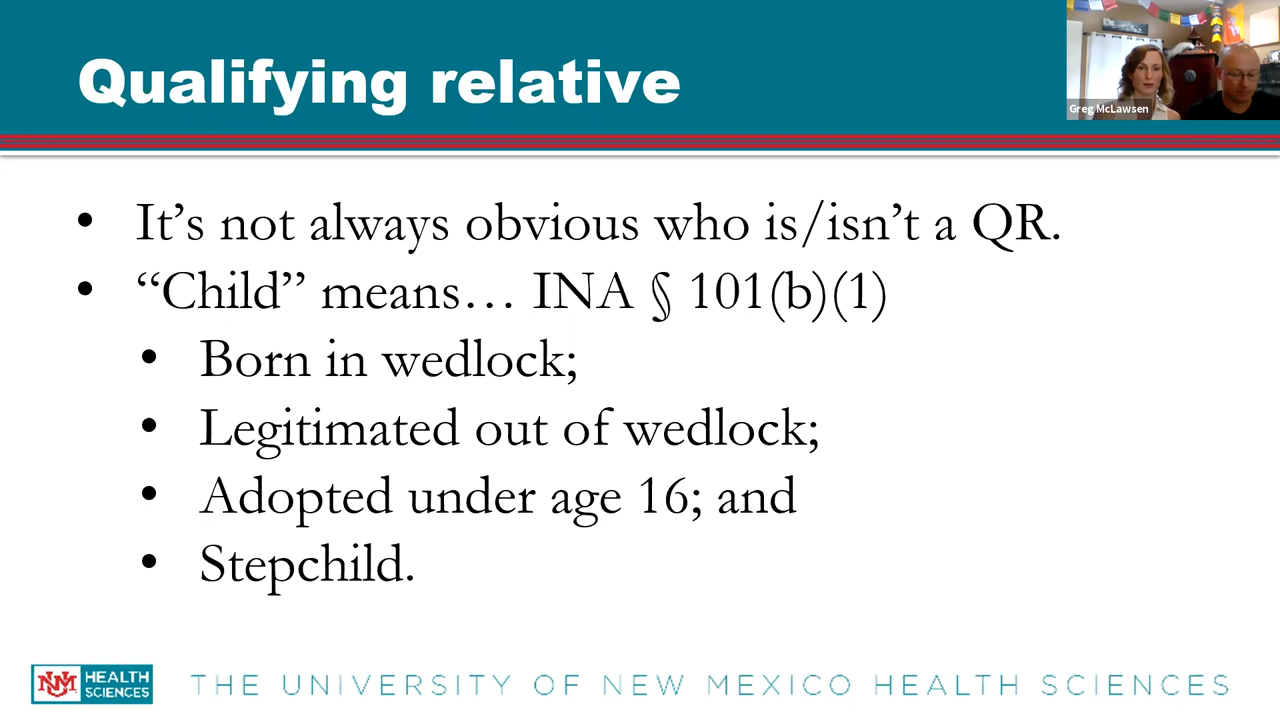 Qualifying relative
Greg McLawsen
• It’s not always obvious who is/isn’t a QR.
• “Child” means… INA § 101(b)(1)
• Born in wedlock;
• Legitimated out of wedlock;
• Adopted under age 16; and
• Stepchild.
UNM HEALTH
SCIENCES
THE UNIVERSITY OF NEW MEXICO HEALTH SCIENCES